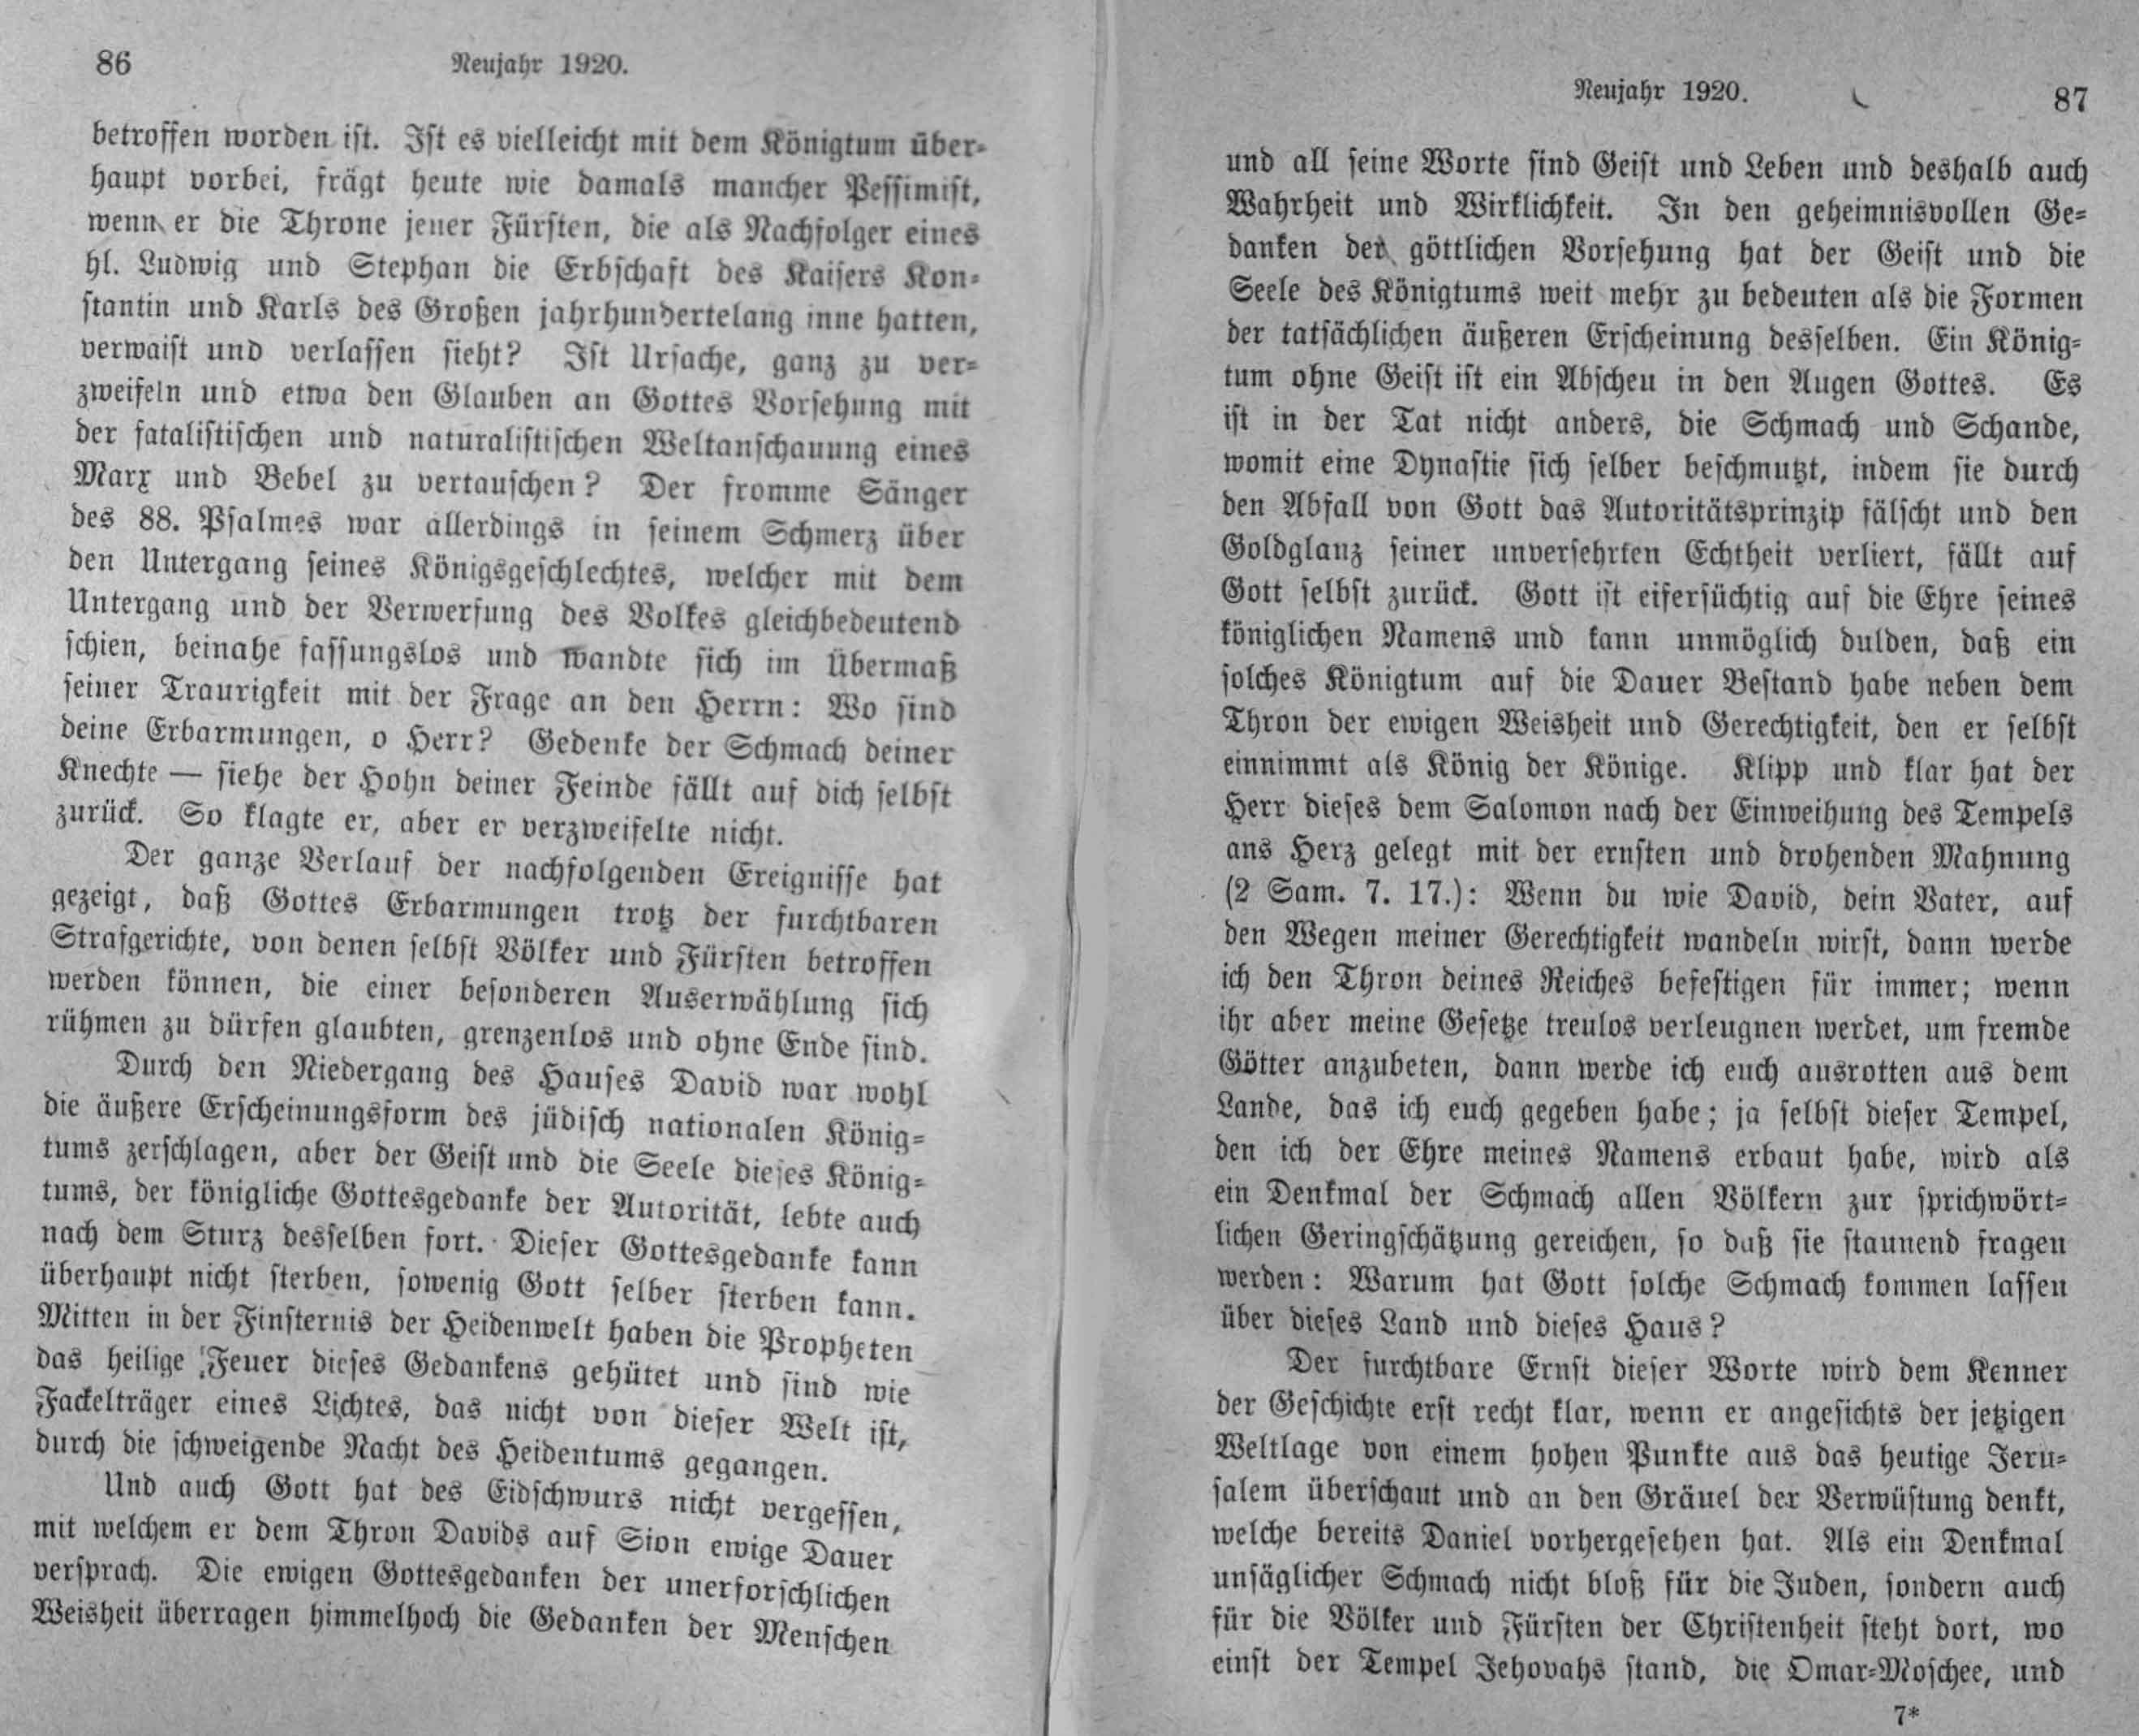 86
Neujahr 1920.
betroffen worden ist. Ist es vielleicht mit dem Königtum über-
haupt vorbei, frägt heute wie damals mancher Pessimist,
wenn er die Throne jener Fürsten, die als Nachfolger eines
hl. Ludwig und Stephan die Erbschaft des Kaisers Kon-
stantin und Karls des Großen jahrhundertelang inne hatten,
verwaist und verlassen sieht? Ist Ursache, ganz zu ver-
zweifeln und etwa den Glauben an Gottes Vorsehung mit
der fatalistischen und naturalistischen Weltanschauung eines
Marx und Bebel zu vertauschen? Der fromme Sänger
des 88. Psalmes war allerdings in seinem Schmerz über
den Untergang seines Königsgeschlechtes, welcher mit dem
Untergang und der Verwerfung des Volkes gleichbedeutend
schien, beinahe fassungslos und wandte sich im Übermaß
seiner Traurigkeit mit der Frage an den Herrn: Wo sind
deine Erbarmungen, o Herr? Gedenke der Schmach deiner
Knechte — siehe der Hohn deiner Feinde fällt auf dich selbst
zurück. So klagte er, aber er verzweifelte nicht.
Der ganze Verlauf der nachfolgenden Ereignisse hat
gezeigt, daß Gottes Erbarmungen trotz der furchtbaren
Strafgerichte, von denen selbst Völker und Fürsten betroffen
werden können, die einer besonderen Auserwählung sich
rühmen zu dürfen glaubten, grenzenlos und ohne Ende sind.
Durch den Niedergang des Hauses David war wohl
die äußere Erscheinungsform des jüdisch nationalen König-
tums zerschlagen, aber der Geist und die Seele dieses König-
tums, der königliche Gottesgedanke der Autorität, lebte auch
nach dem Sturz desselben fort. Dieser Gottesgedanke kann
überhaupt nicht sterben, sowenig Gott selber sterben kann.
Mitten in der Finsternis der Heidenwelt haben die Propheten
das heilige Feuer dieses Gedankens gehütet und sind wie
Fackelträger eines Lichtes, das nicht von dieser Welt ist,
durch die schweigende Nacht des Heidentums gegangen.
Und auch Gott hat des Eidschwurs nicht vergessen,
mit welchem er dem Thron Davids auf Sion ewige Dauer
versprach. Die ewigen Gottesgedanken der unerforschlichen
Weisheit überragen himmelhoch die Gedanken der Menschen
Neujahr 1920.
87
und all seine Worte sind Geist und Leben und deshalb auch
Wahrheit und Wirklichkeit. In den geheimnisvollen Ge-
danken der göttlichen Vorsehung hat der Geist und die
Seele des Königtums weit mehr zu bedeuten als die Formen
der tatsächlichen äußeren Erscheinung desselben. Ein König-
tum ohne Geist ist ein Abscheu in den Augen Gottes. Es
ist in der Tat nicht anders, die Schmach und Schande,
womit eine Dynastie sich selber beschmutzt, indem sie durch
den Abfall von Gott das Autoritätsprinzip fälscht und den
Goldglanz seiner unversehrten Echtheit verliert, fällt auf
Gott selbst zurück. Gott ist eifersüchtig auf die Ehre seines
königlichen Namens und kann unmöglich dulden, daß ein
solches Königtum auf die Dauer Bestand habe neben dem
Thron der ewigen Weisheit und Gerechtigkeit, den er selbst
einnimmt als König der Könige. Klipp und klar hat der
Herr dieses dem Salomon nach der Einweihung des Tempels
ans Herz gelegt mit der ernsten und drohenden Mahnung
(2 Sam. 7. 17.): Wenn du wie David, dein Vater, auf
den Wegen meiner Gerechtigkeit wandeln wirst, dann werde
ich den Thron deines Reiches befestigen für immer; wenn
ihr aber meine Gesetze treulos verleugnen werdet, um fremde
Götter anzubeten, dann werde ich euch ausrotten aus dem
Lande, das ich euch gegeben habe; ja selbst dieser Tempel,
den ich der Ehre meines Namens erbaut habe, wird als
ein Denkmal der Schmach allen Völkern zur sprichwört-
lichen Geringschätzung gereichen, so daß sie staunend fragen
werden: Warum hat Gott solche Schmach kommen lassen
über dieses Land und dieses Haus?
Der furchtbare Ernst dieser Worte wird dem Kenner
der Geschichte erst recht klar, wenn er angesichts der jetzigen
Weltlage von einem hohen Punkte aus das heutige Jeru-
salem überschaut und an den Gräuel der Verwüstung denkt,
welche bereits Daniel vorhergesehen hat. Als ein Denkmal
unsäglicher Schmach nicht bloß für die Juden, sondern auch
für die Völker und Fürsten der Christenheit steht dort, wo
einst der Tempel Jehovahs stand, die Omar-Moschee, und
7*